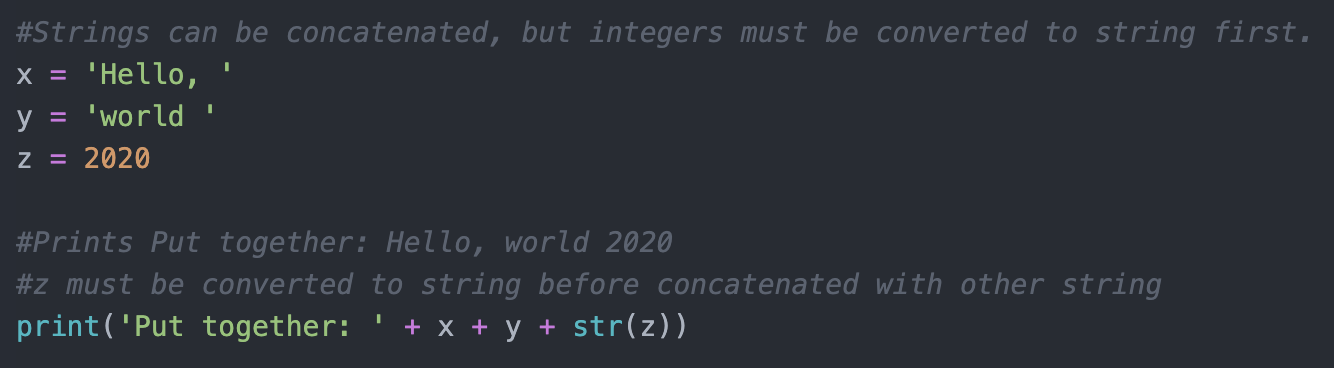 #Strings can be concatenated, but integers must be converted to string first.
x = 'Hello, '
y = 'world '
z = 2020
#Prints Put together: Hello, world 2020
#z must be converted to string before concatenated with other string
print('Put together: ' + x + y + str(z))